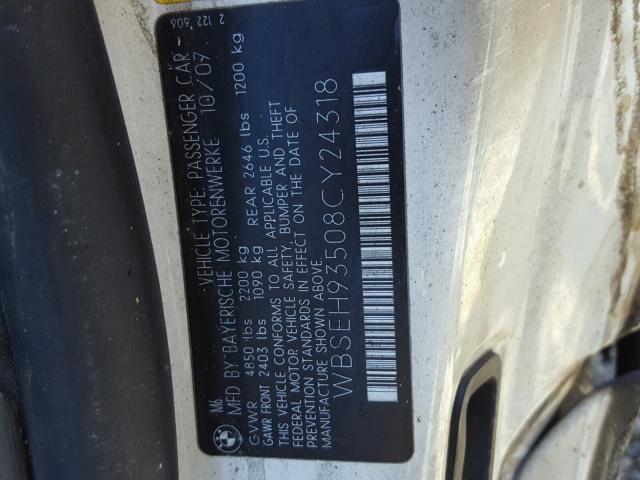 2 122 606
VEHICLE TYPE: PASSENGER CAR
M6
MFD BY BAYERISCHE MOTORENWERKE 10/07
GVWR 4850 lbs 2200 kg
GAWR FRONT 2403 lbs 1090 kg REAR 2646 lbs 1200 kg
THIS VEHICLE CONFORMS TO ALL APPLICABLE U.S.
FEDERAL MOTOR VEHICLE SAFETY, BUMPER AND THEFT
PREVENTION STANDARDS IN EFFECT ON THE DATE OF
MANUFACTURE SHOWN ABOVE.
WBSEH93508CY24318
BMW